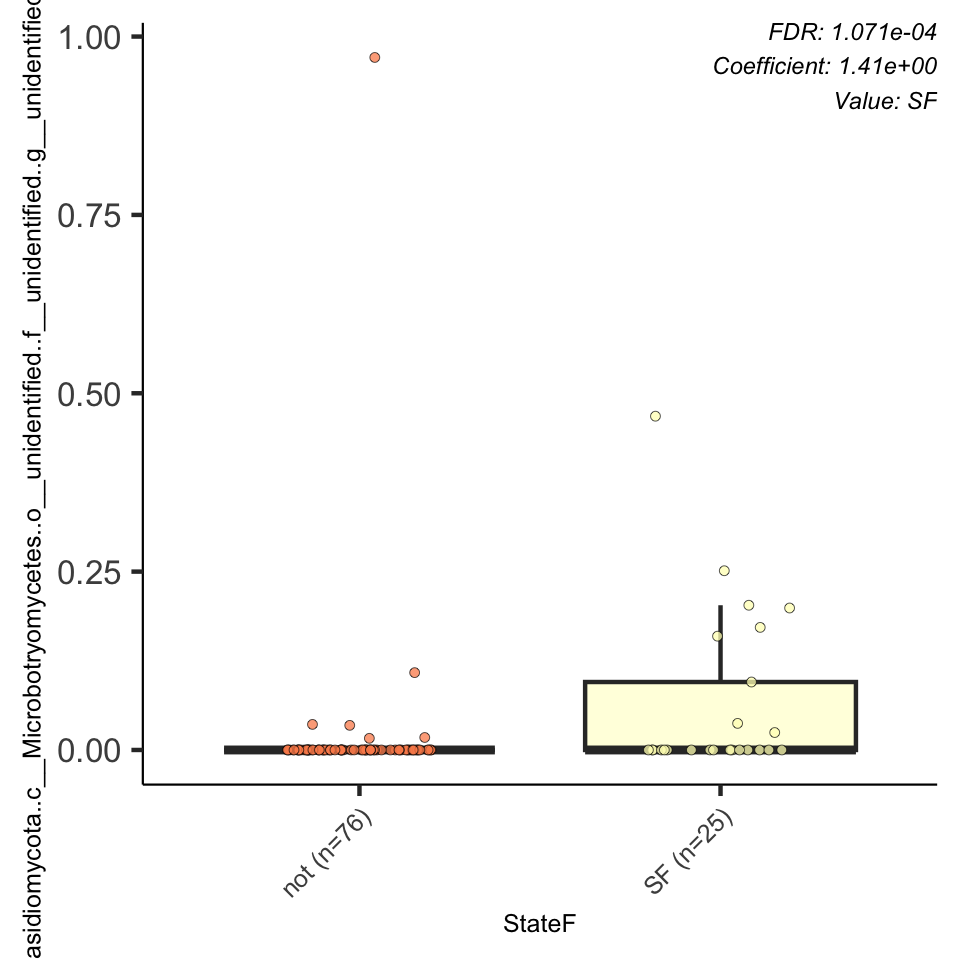 FDR: 1.071e-04
Coefficient: 1.41e+00
Value: SF
asidiomycota..c__Microbotryomycetes..o__unidentified..f__unidentified..g__unidentified
1.00
0.75
0.50
0.25
0.00
not (n=76)
SF (n=25)
StateF